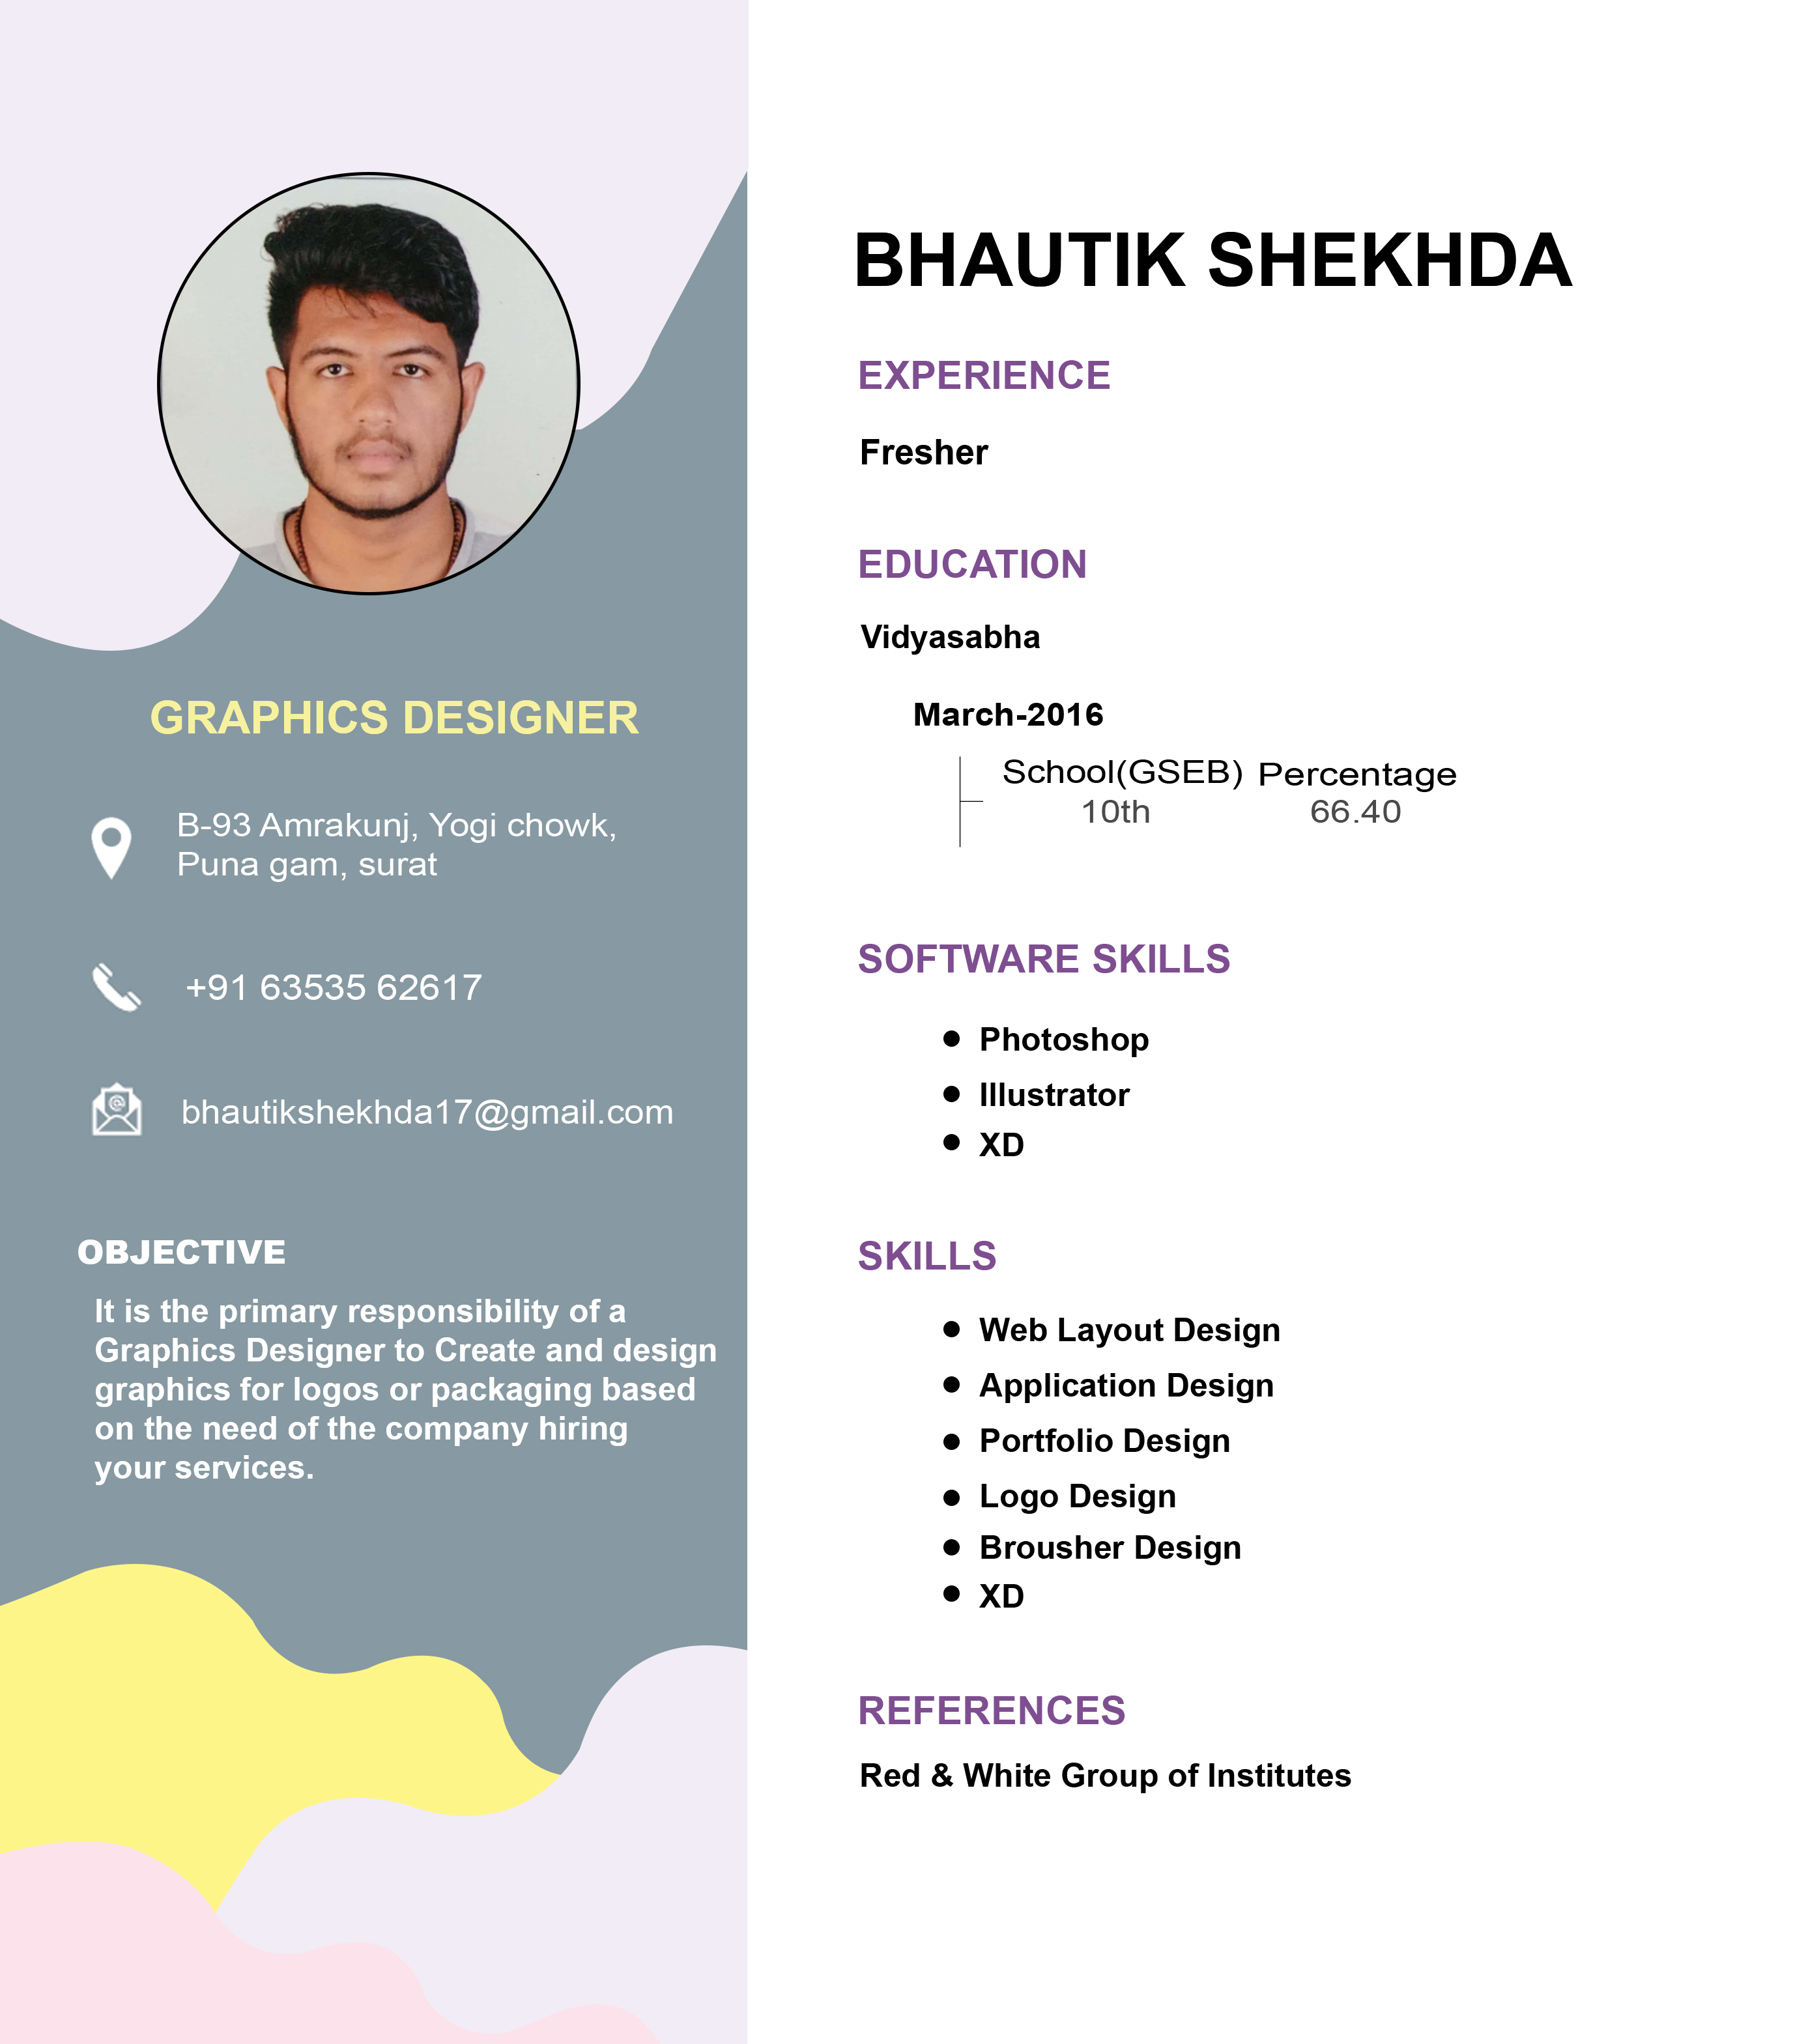 GRAPHICS DESIGNER
B-93 Amrakunj, Yogi chowk,
Puna gam, surat
+91 63535 62617
bhautikshekhda17@gmail.com
OBJECTIVE
It is the primary responsibility of a
Graphics Designer to Create and design
graphics for logos or packaging based
on the need of the company hiring
your services.
BHAUTIK SHEKHDA
EXPERIENCE
Fresher
EDUCATION
Vidyasabha
March-2016
School(GSEB) Percentage
10th 66.40
SOFTWARE SKILLS
● Photoshop
● Illustrator
● XD
SKILLS
● Web Layout Design
● Application Design
● Portfolio Design
● Logo Design
● Brousher Design
● XD
REFERENCES
Red & White Group of Institutes